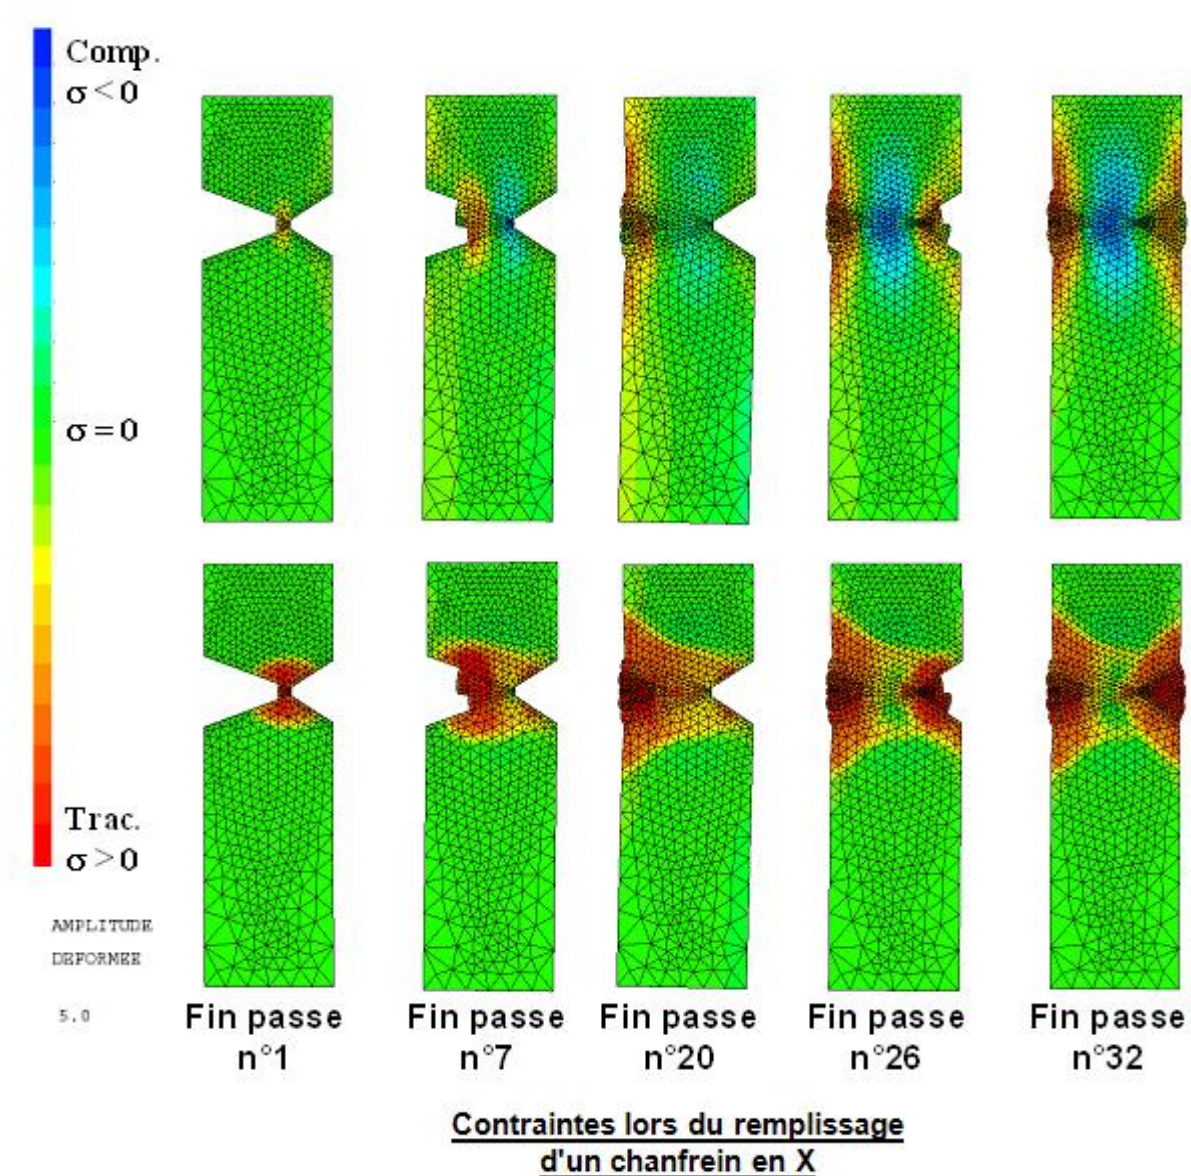 Comp.
σ<0
σ=0
Trac.
σ>0
AMPLITUDE
DEFORMEE
5.0
Fin passe
n°1
Fin passe
n°7
Fin passe
n°20
Fin passe
n°26
Fin passe
n°32
Contraintes lors du remplissage
d'un chanfrein en X